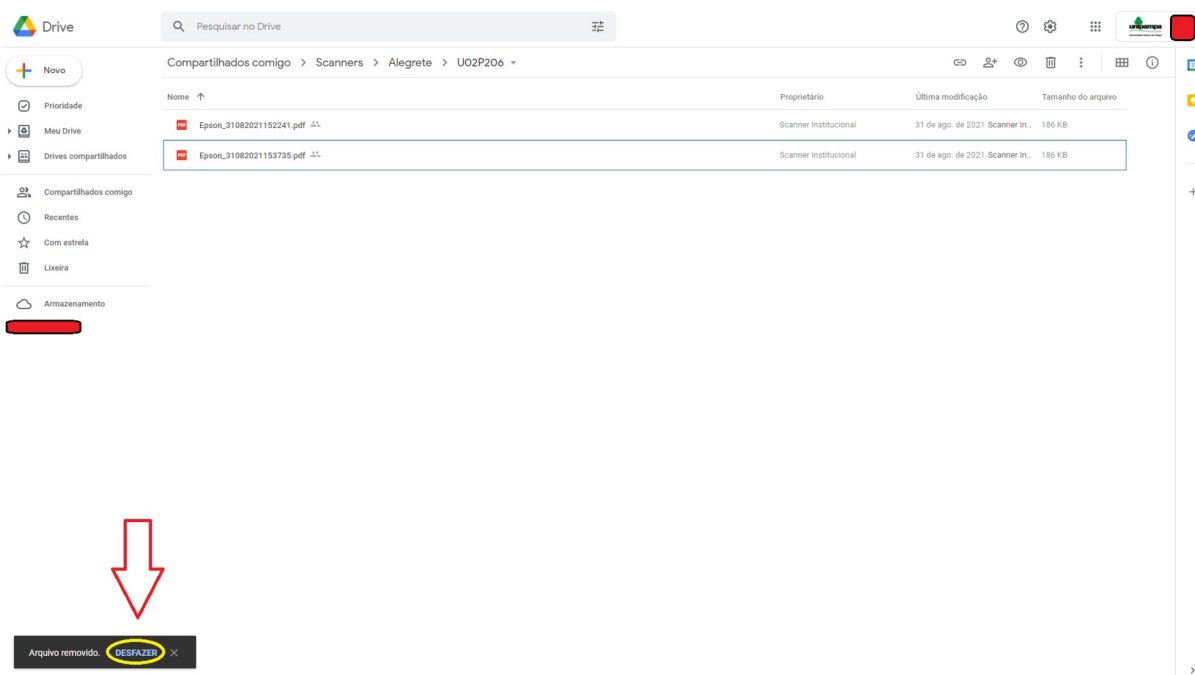 Drive
Pesquisar no Drive
unipampa
Novo
Compartilhados comigo > Scanners > Alegrete > U02P206
Prioridade
Meu Drive
Drives compartilhados
Compartilhados comigo
Recentes
Com estrela
Lixeira
Armazenamento
Nome Proprietário Última modificação Tamanho do arquivo
PDF Epson_31082021152241.pdf Scanner Institucional 31 de ago. de 2021 Scanner In... 186 KB
PDF Epson_31082021153735.pdf Scanner Institucional 31 de ago. de 2021 Scanner In... 186 KB
Arquivo removido. DESFAZER